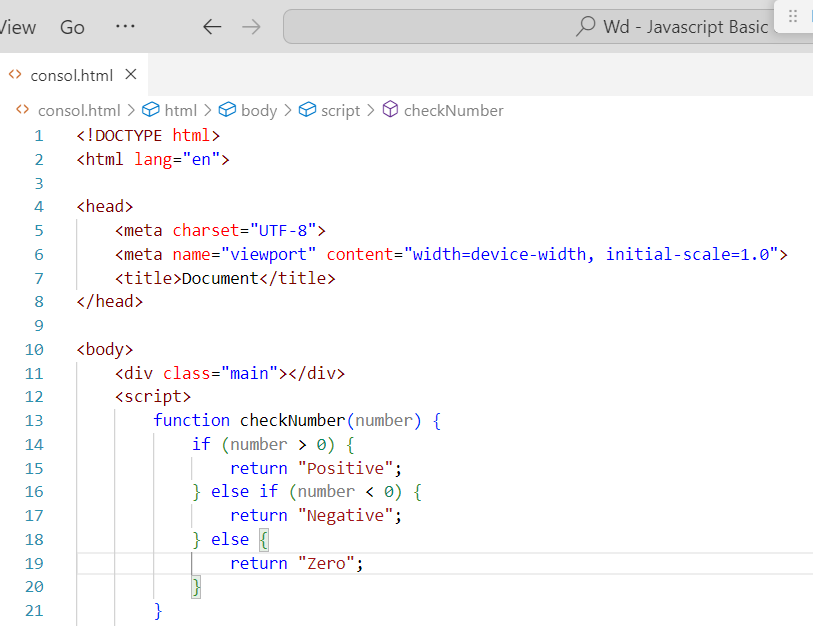 View Go ... Wd - Javascript Basic
consol.html
consol.html > html > body > script > checkNumber
1 <!DOCTYPE html>
2 <html lang="en">
3
4 <head>
5 <meta charset="UTF-8">
6 <meta name="viewport" content="width=device-width, initial-scale=1.0">
7 <title>Document</title>
8 </head>
9
10 <body>
11 <div class="main"></div>
12 <script>
13 function checkNumber(number) {
14 if (number > 0) {
15 return "Positive";
16 } else if (number < 0) {
17 return "Negative";
18 } else {
19 return "Zero";
20 }
21 }